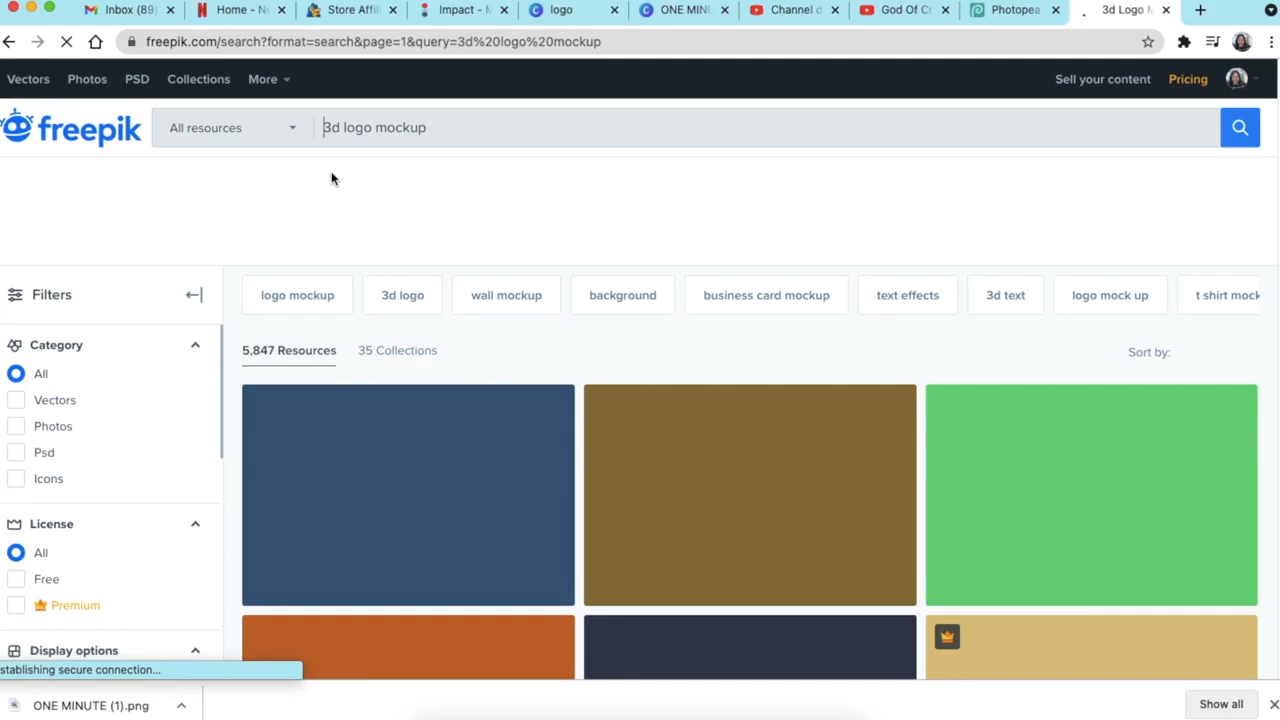 Inbox (89
Home - N
Store Affili
Impact - M
logo
ONE MINU
Channel d
God Of Cr
Photopea
3d Logo M
freepik.com/search?format=search&page=1&query=3d%20logo%20mockup
Vectors
Photos
PSD
Collections
More
Sell your content
Pricing
freepik
All resources
3d logo mockup
Filters
logo mockup
3d logo
wall mockup
background
business card mockup
text effects
3d text
logo mock up
t shirt mock
Category
5,847 Resources
35 Collections
Sort by:
All
Vectors
Photos
Psd
Icons
License
All
Free
Premium
Display options
stablishing secure connection...
ONE MINUTE (1).png
Show all